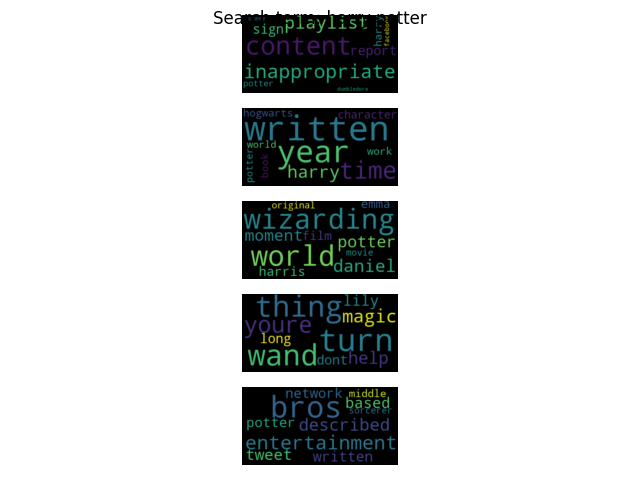 Search term: harry potter
playlist
sign
harry
facebook
content
report
inappropriate
potter
dumbledore
hogwarts
character
written
world
year
work
potter
book
harry
time
original
emma
wizarding
moment
film
potter
world
movie
harris
daniel
thing
lily
youre
magic
long
turn
wand
dont
help
network
middle
bros
based
sorcerer
potter
described
entertainment
tweet
written